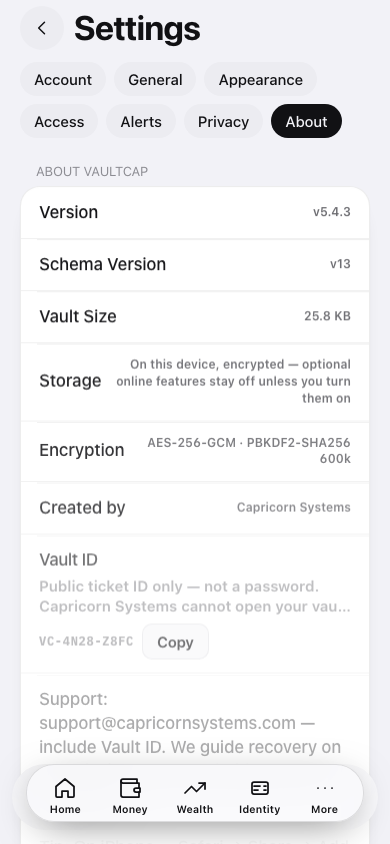 Settings
Account General Appearance
Access Alerts Privacy About
ABOUT VAULTCAP
Version v5.4.3
Schema Version v13
Vault Size 25.8 KB
Storage
On this device, encrypted — optional
online features stay off unless you turn
them on
Encryption
AES-256-GCM · PBKDF2-SHA256
600k
Created by Capricorn Systems
Vault ID
Public ticket ID only — not a password.
Capricorn Systems cannot open your vau...
VC-4N28-Z8FC Copy
Support:
support@capricornsystems.com —
include Vault ID. We guide recovery on
Home Money Wealth Identity More